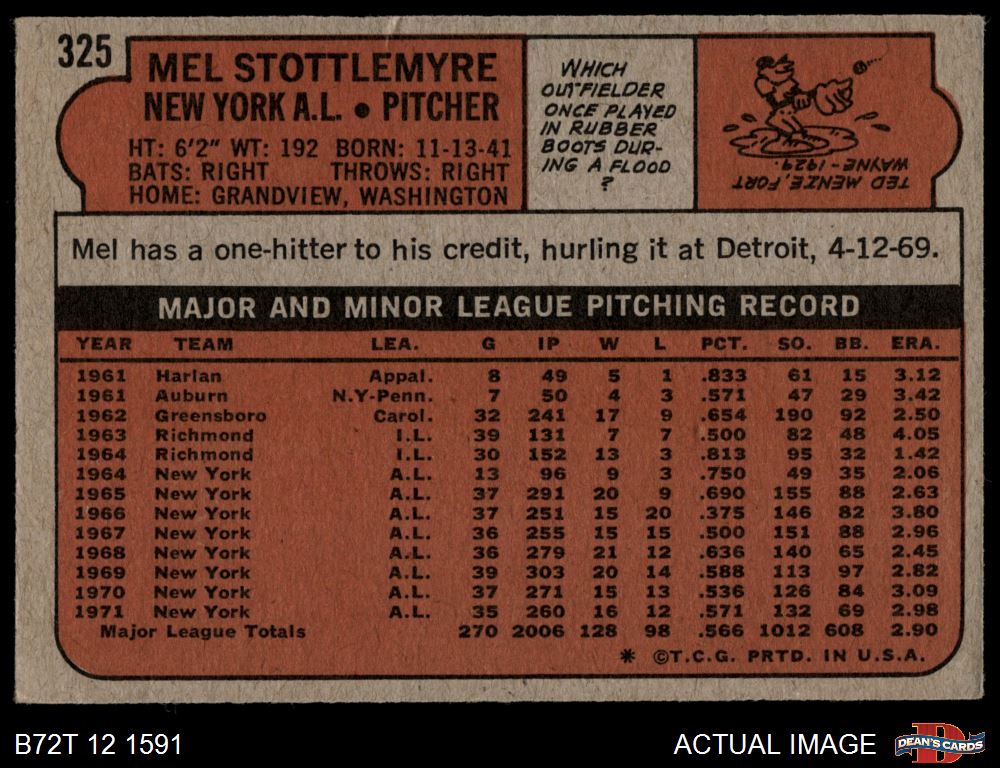 325
MEL STOTTLEMYRE
NEW YORK A.L. • PITCHER
HT: 6'2" WT: 192 BORN: 11-13-41
BATS: RIGHT THROWS: RIGHT
HOME: GRANDVIEW, WASHINGTON
WHICH
OUTFIELDER
ONCE PLAYED
IN RUBBER
BOOTS DUR-
ING A FLOOD
?
TED MENZE, FORT
WAYNE - 1929.
Mel has a one-hitter to his credit, hurling it at Detroit, 4-12-69.
MAJOR AND MINOR LEAGUE PITCHING RECORD
YEAR TEAM LEA. G IP W L PCT. SO. BB. ERA.
1961 Harlan Appal. 8 49 5 1 .833 61 15 3.12
1961 Auburn N.Y-Penn. 7 50 4 3 .571 47 29 3.42
1962 Greensboro Carol. 32 241 17 9 .654 190 92 2.50
1963 Richmond I.L. 39 131 7 7 .500 82 48 4.05
1964 Richmond I.L. 30 152 13 3 .813 95 32 1.42
1964 New York A.L. 13 96 9 3 .750 49 35 2.06
1965 New York A.L. 37 291 20 9 .690 155 88 2.63
1966 New York A.L. 37 251 15 20 .375 146 82 3.80
1967 New York A.L. 36 255 15 15 .500 151 88 2.96
1968 New York A.L. 36 279 21 12 .636 140 65 2.45
1969 New York A.L. 39 303 20 14 .588 113 97 2.82
1970 New York A.L. 37 271 15 13 .536 126 84 3.09
1971 New York A.L. 35 260 16 12 .571 132 69 2.98
Major League Totals 270 2006 128 98 .566 1012 608 2.90
* ©T.C.G. PRTD. IN U.S.A.
B72T 12 1591
ACTUAL IMAGE
D
DEAN'S CARDS